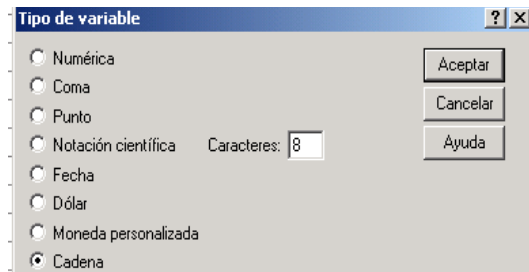 Tipo de variable
Numérica
Coma
Punto
Notación científica
Fecha
Dólar
Moneda personalizada
Cadena
Caracteres: 8
Aceptar
Cancelar
Ayuda